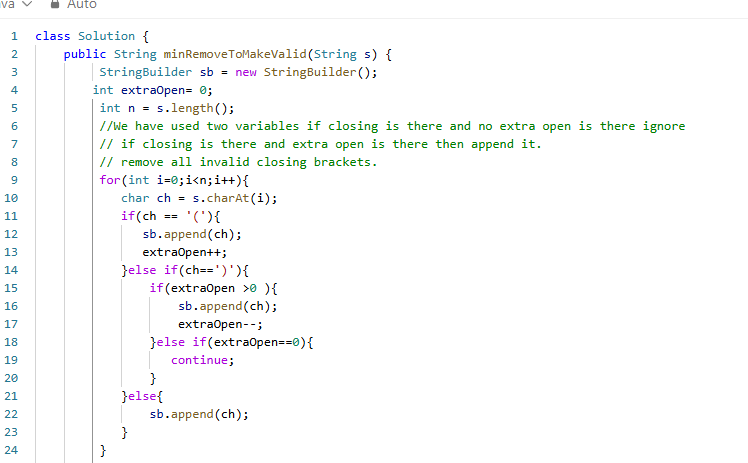 va Auto
1 class Solution {
2 public String minRemoveToMakeValid(String s) {
3 StringBuilder sb = new StringBuilder();
4 int extraOpen= 0;
5 int n = s.length();
6 //We have used two variables if closing is there and no extra open is there ignore
7 // if closing is there and extra open is there then append it.
8 // remove all invalid closing brackets.
9 for(int i=0;i<n;i++){
10 char ch = s.charAt(i);
11 if(ch == '('){
12 sb.append(ch);
13 extraOpen++;
14 }else if(ch==')'){
15 if(extraOpen >0 ){
16 sb.append(ch);
17 extraOpen--;
18 }else if(extraOpen==0){
19 continue;
20 }
21 }else{
22 sb.append(ch);
23 }
24 }